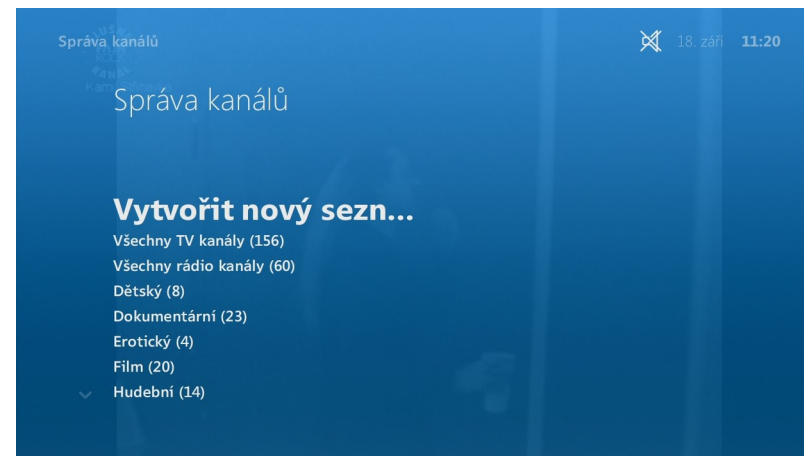 Správa kanálů
18. září 11:20
Správa kanálů
Vytvořit nový sezn...
Všechny TV kanály (156)
Všechny rádio kanály (60)
Dětský (8)
Dokumentární (23)
Erotický (4)
Film (20)
Hudební (14)